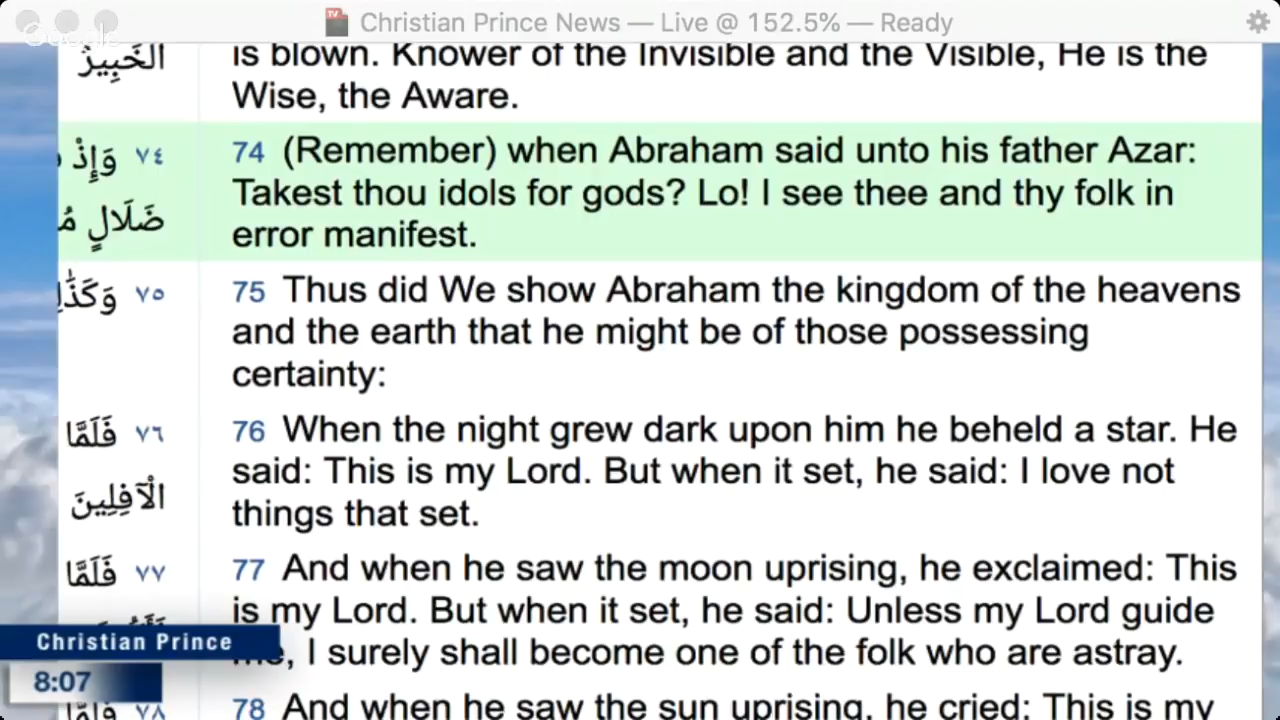 Christian Prince News — Live @ 152.5% — Ready
Google
الْخَبِيرُ
is blown. Knower of the Invisible and the Visible, He is the
Wise, the Aware.
٧٤ وَإِذْ
74 (Remember) when Abraham said unto his father Azar:
Takest thou idols for gods? Lo! I see thee and thy folk in
ضَلَالٍ
error manifest.
٧٥
75 Thus did We show Abraham the kingdom of the heavens
and the earth that he might be of those possessing
certainty:
٧٦ فَلَمَّا
76 When the night grew dark upon him he beheld a star. He
said: This is my Lord. But when it set, he said: I love not
الْآفِلِينَ
things that set.
٧٧ فَلَمَّا
77 And when he saw the moon uprising, he exclaimed: This
is my Lord. But when it set, he said: Unless my Lord guide
me, I surely shall become one of the folk who are astray.
٧٨ فَلَمَّا
78 And when he saw the sun uprising, he cried: This is my
Christian Prince
8:07